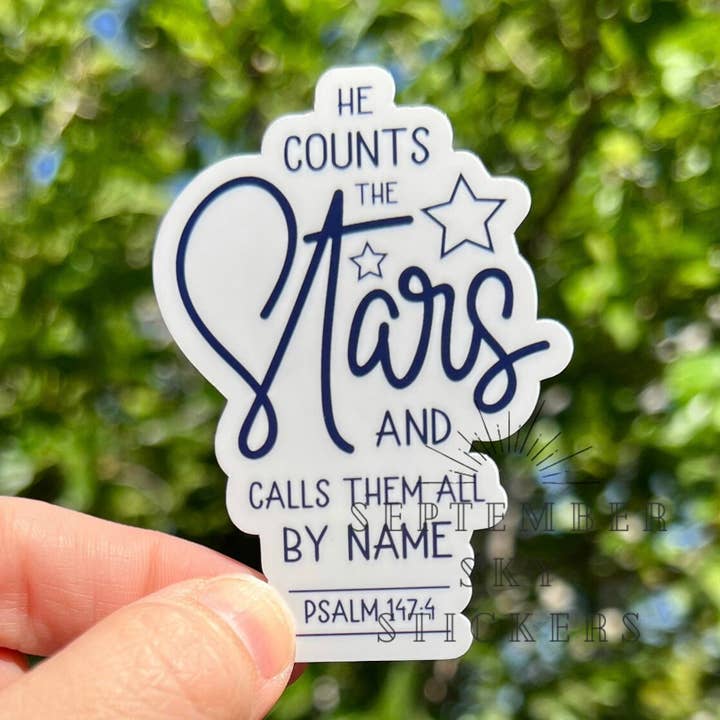 HE
COUNTS
THE
Stars
AND
CALLS THEM ALL
BY NAME
PSALM 147:4
SEPTEMBER
SKY
STICKERS